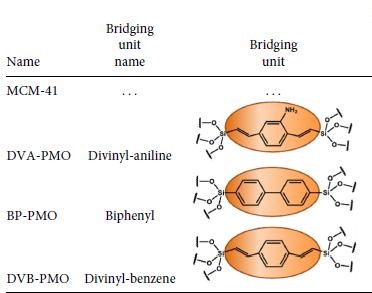 Bridging
unit
name
Bridging
unit
Name
MCM-41 ... ...
NH₂
O O Si Si O O O O
DVA-PMO Divinyl-aniline
O O Si Si O O O O
BP-PMO Biphenyl
O O Si Si O O O O
DVB-PMO Divinyl-benzene